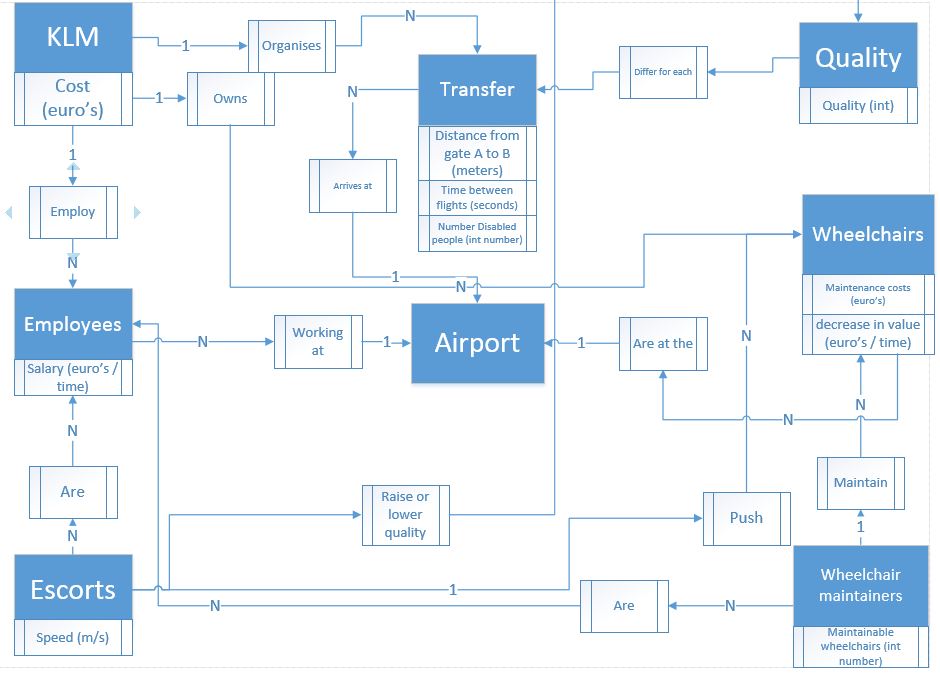 KLM
Cost
(euro's)
1
Organises
N
1
Owns
Transfer
Distance from
gate A to B
(meters)
Time between
flights (seconds)
Number Disabled
people (int number)
Differ for each
Quality
Quality (int)
1
Employ
N
N
Arrives at
1
N
Wheelchairs
Maintenance costs
(euro's)
decrease in value
(euro's / time)
Employees
Salary (euro's /
time)
N
Working
at
1
Airport
1
Are at the
N
N
N
N
Are
N
Raise or
lower
quality
Push
Maintain
1
Escorts
Speed (m/s)
1
N
Are
N
Wheelchair
maintainers
Maintainable
wheelchairs (int
number)